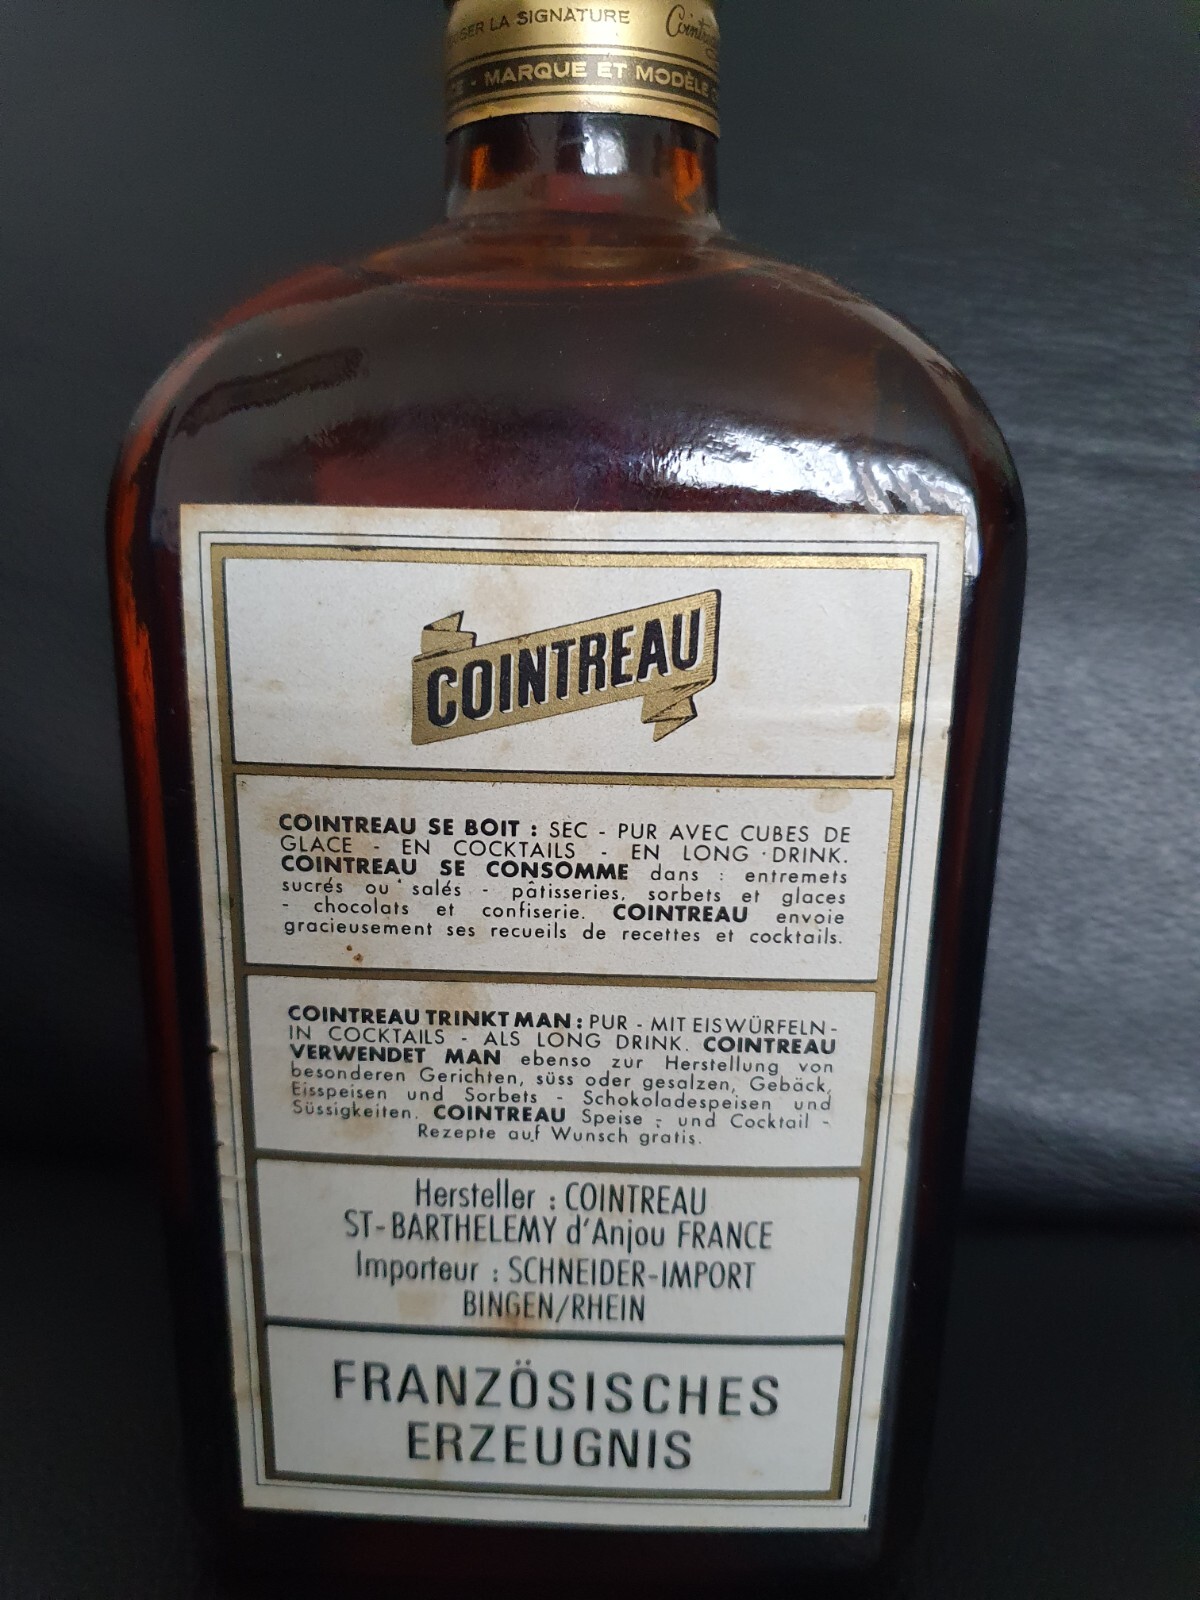 LA SIGNATURE
MARQUE ET MODÈLE
COINTREAU
COINTREAU SE BOIT : SEC - PUR AVEC CUBES DE
GLACE - EN COCKTAILS - EN LONG - DRINK.
COINTREAU SE CONSOMME dans : entremets
sucrés ou salés - pâtisseries, sorbets et glaces
- chocolats et confiserie. COINTREAU envoie
gracieusement ses recueils de recettes et cocktails.
COINTREAU TRINKT MAN : PUR - MIT EISWÜRFELN -
IN COCKTAILS - ALS LONG DRINK. COINTREAU
VERWENDET MAN ebenso zur Herstellung von
besonderen Gerichten, süss oder gesalzen, Gebäck,
Eisspeisen und Sorbets - Schokoladespeisen und
Süssigkeiten. COINTREAU Speise - und Cocktail -
Rezepte auf Wunsch gratis.
Hersteller : COINTREAU
ST-BARTHELEMY d'Anjou FRANCE
Importeur : SCHNEIDER-IMPORT
BINGEN/RHEIN
FRANZÖSISCHES
ERZEUGNIS